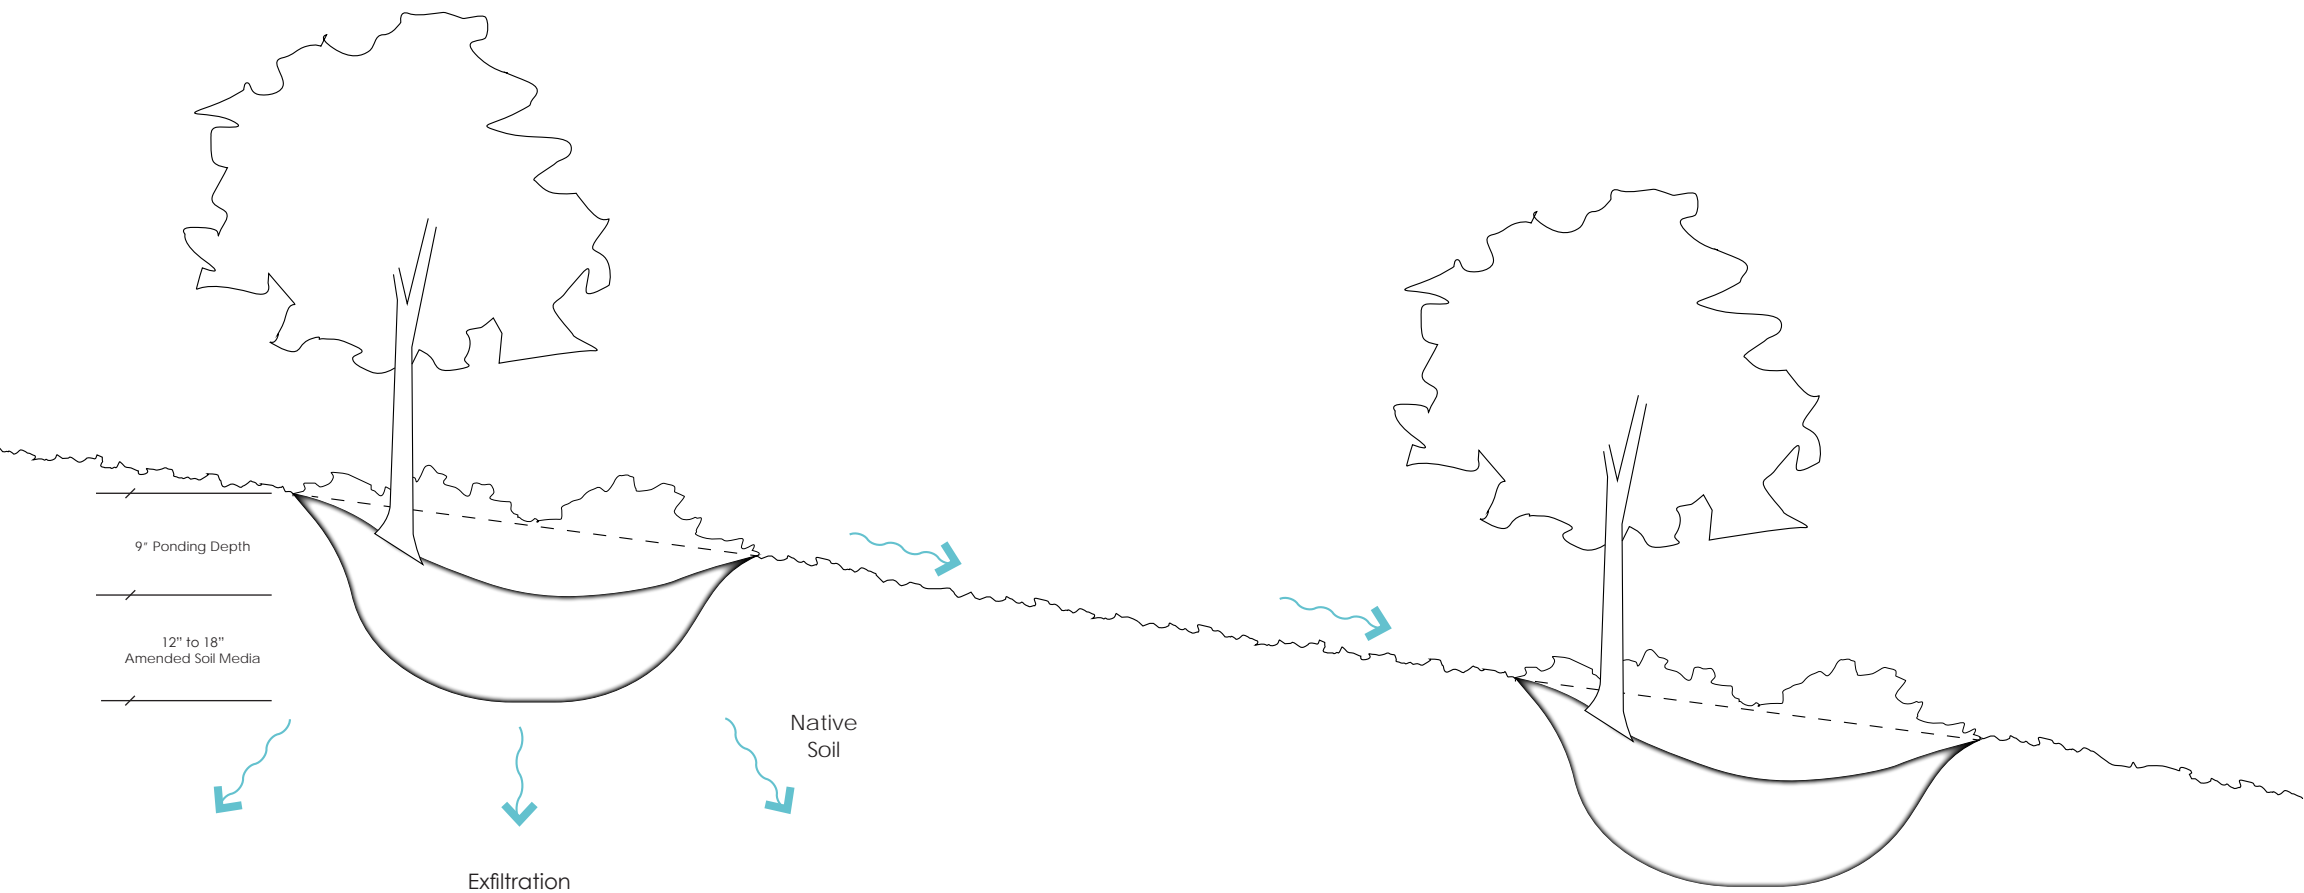 9" Ponding Depth
12” to 18”
Amended Soil Media
Native
Soil
Exfiltration